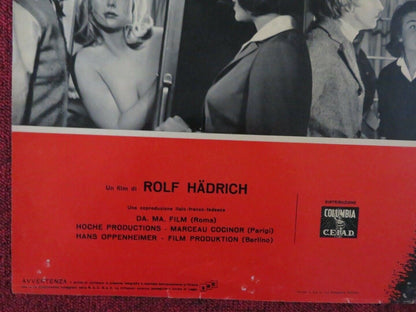 Un film di ROLF HÄDRICH
Una coproduzione italo-franco-tedesca
DA. MA. FILM (Roma)
HOCHE PRODUCTIONS - MARCEAU COCINOR (Parigi)
HANS OPPENHEIMER - FILM PRODUKTION (Berlino)
DISTRIBUZIONE
COLUMBIA
C.E.I.A.D.
AVVERTENZA